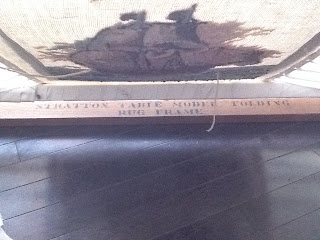 STRATTON TABLE MODEL FOLDING
RUG FRAME